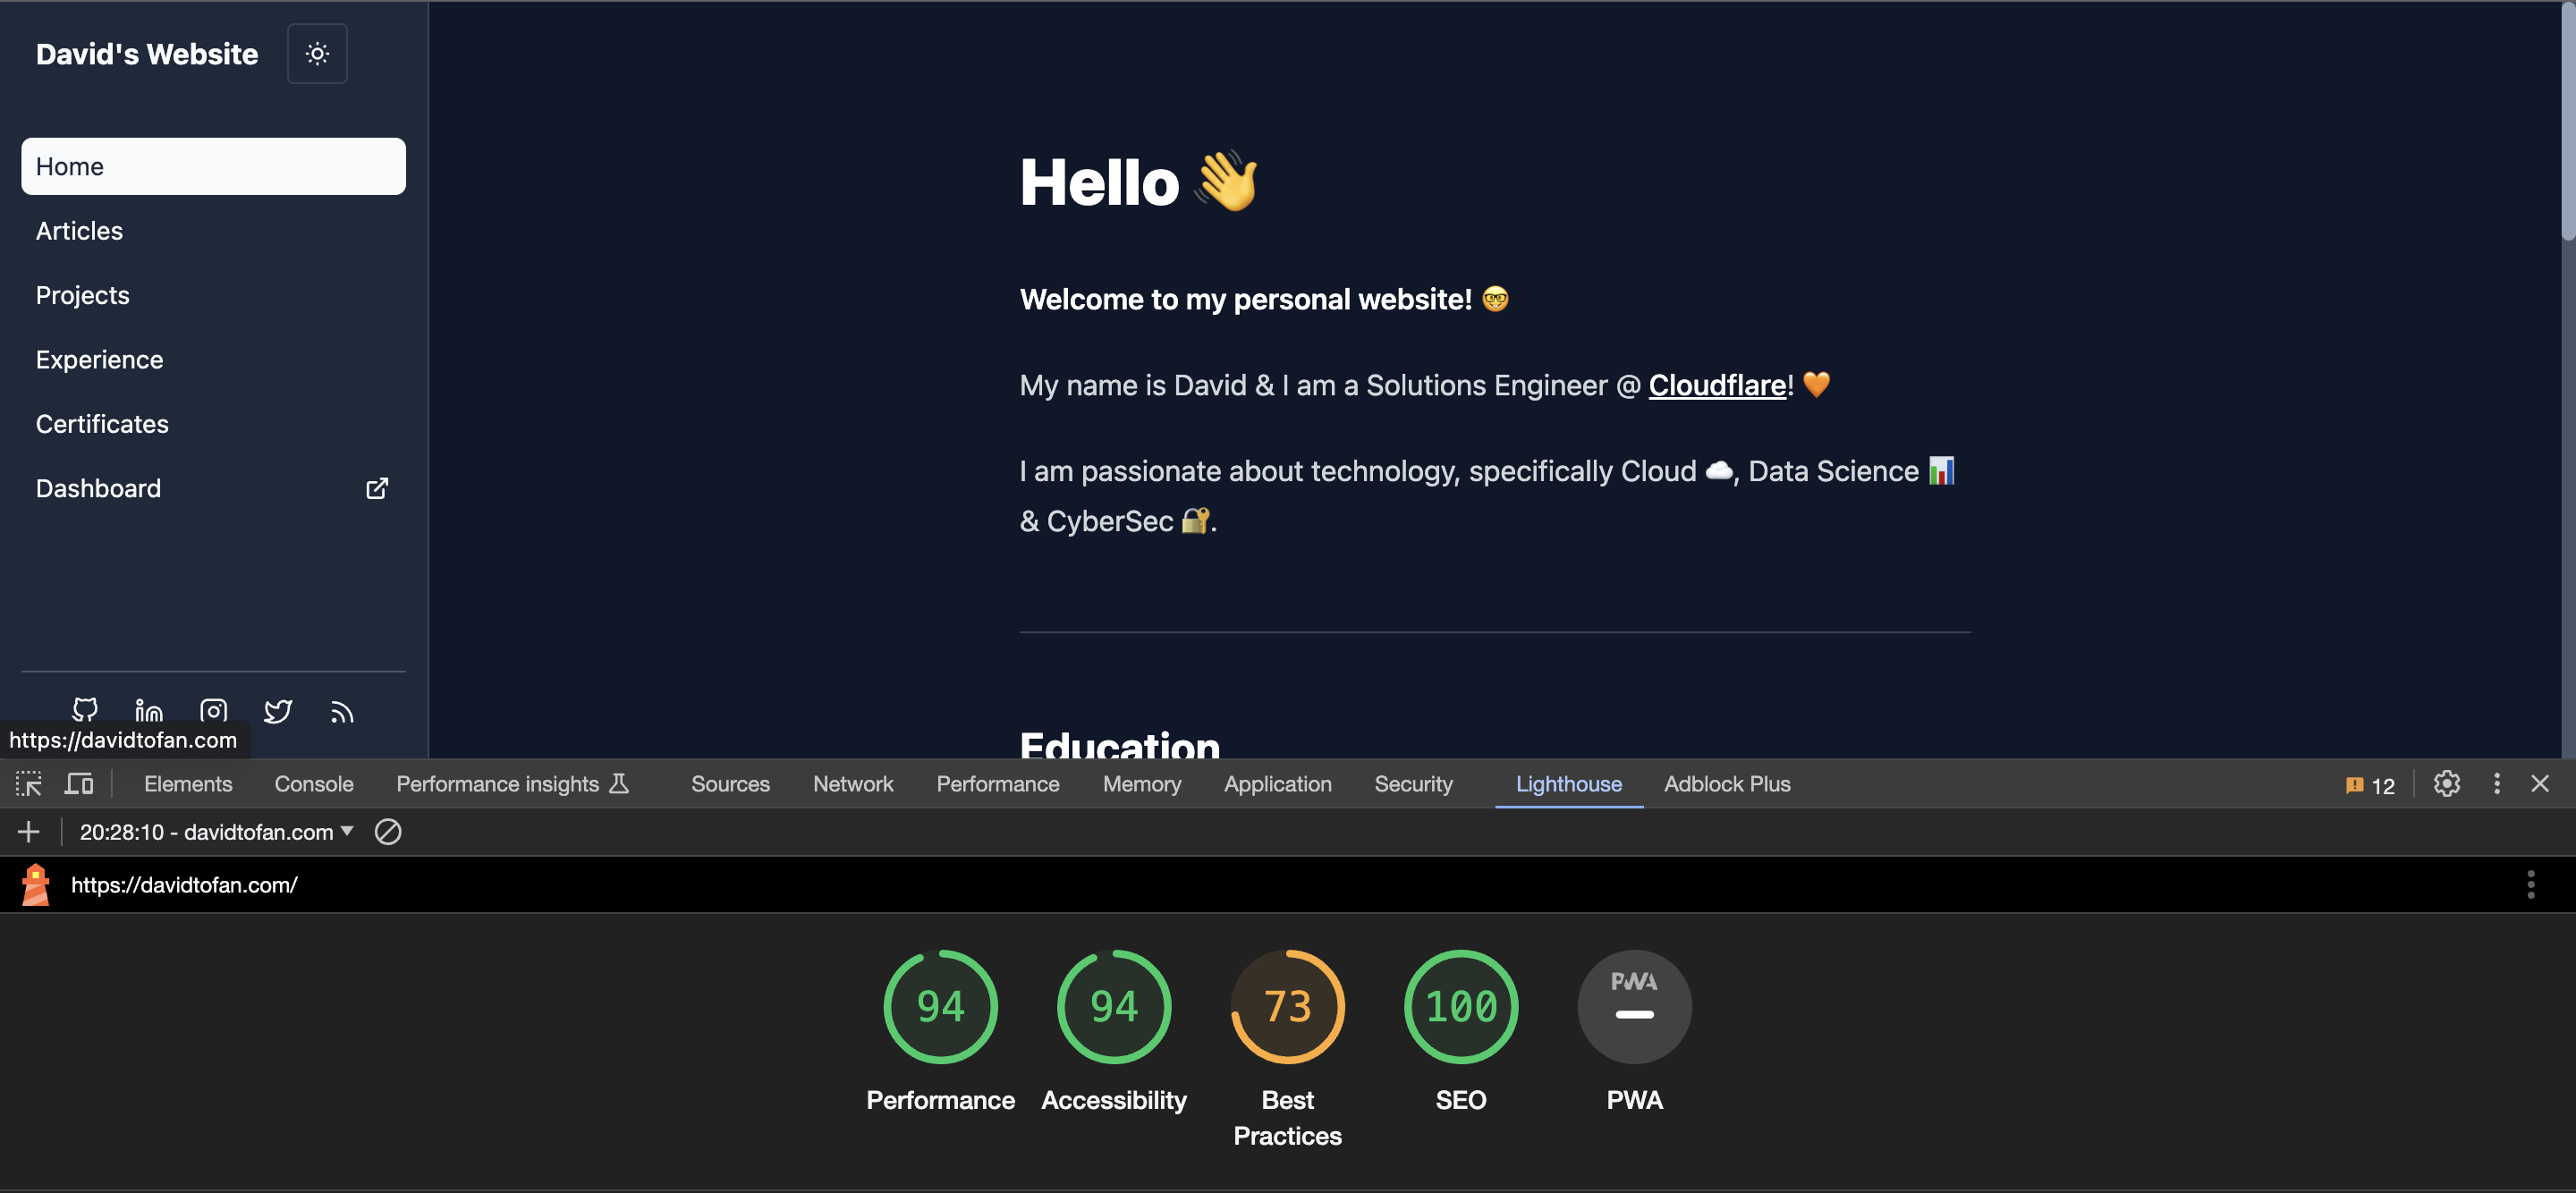 David's Website
Home
Articles
Projects
Experience
Certificates
Dashboard
Hello 👋
Welcome to my personal website! 🤓
My name is David & I am a Solutions Engineer @ Cloudflare! 🧡
I am passionate about technology, specifically Cloud ☁️, Data Science 📊
& CyberSec 🔐.
Education
https://davidtofan.com
Elements Console Performance insights Sources Network Performance Memory Application Security Lighthouse Adblock Plus 12
20:28:10 - davidtofan.com
https://davidtofan.com/
94 94 73 100 PWA
Performance Accessibility Best Practices SEO PWA